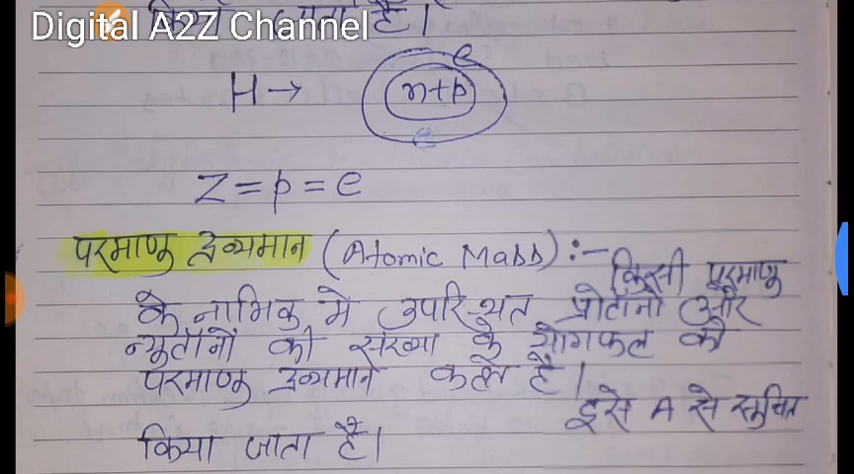 Digital A2Z Channel
जाता है।
H → n+p e e
Z = p = e
परमाणु द्रव्यमान (Atomic Mass) :- किसी परमाणु
के नाभिक मे उपस्थित प्रोटानो और
न्युटॉनों की संख्या के योगफल को
परमाणु द्रव्यमान कहते है।
इसे A से सूचित
किया जाता है।